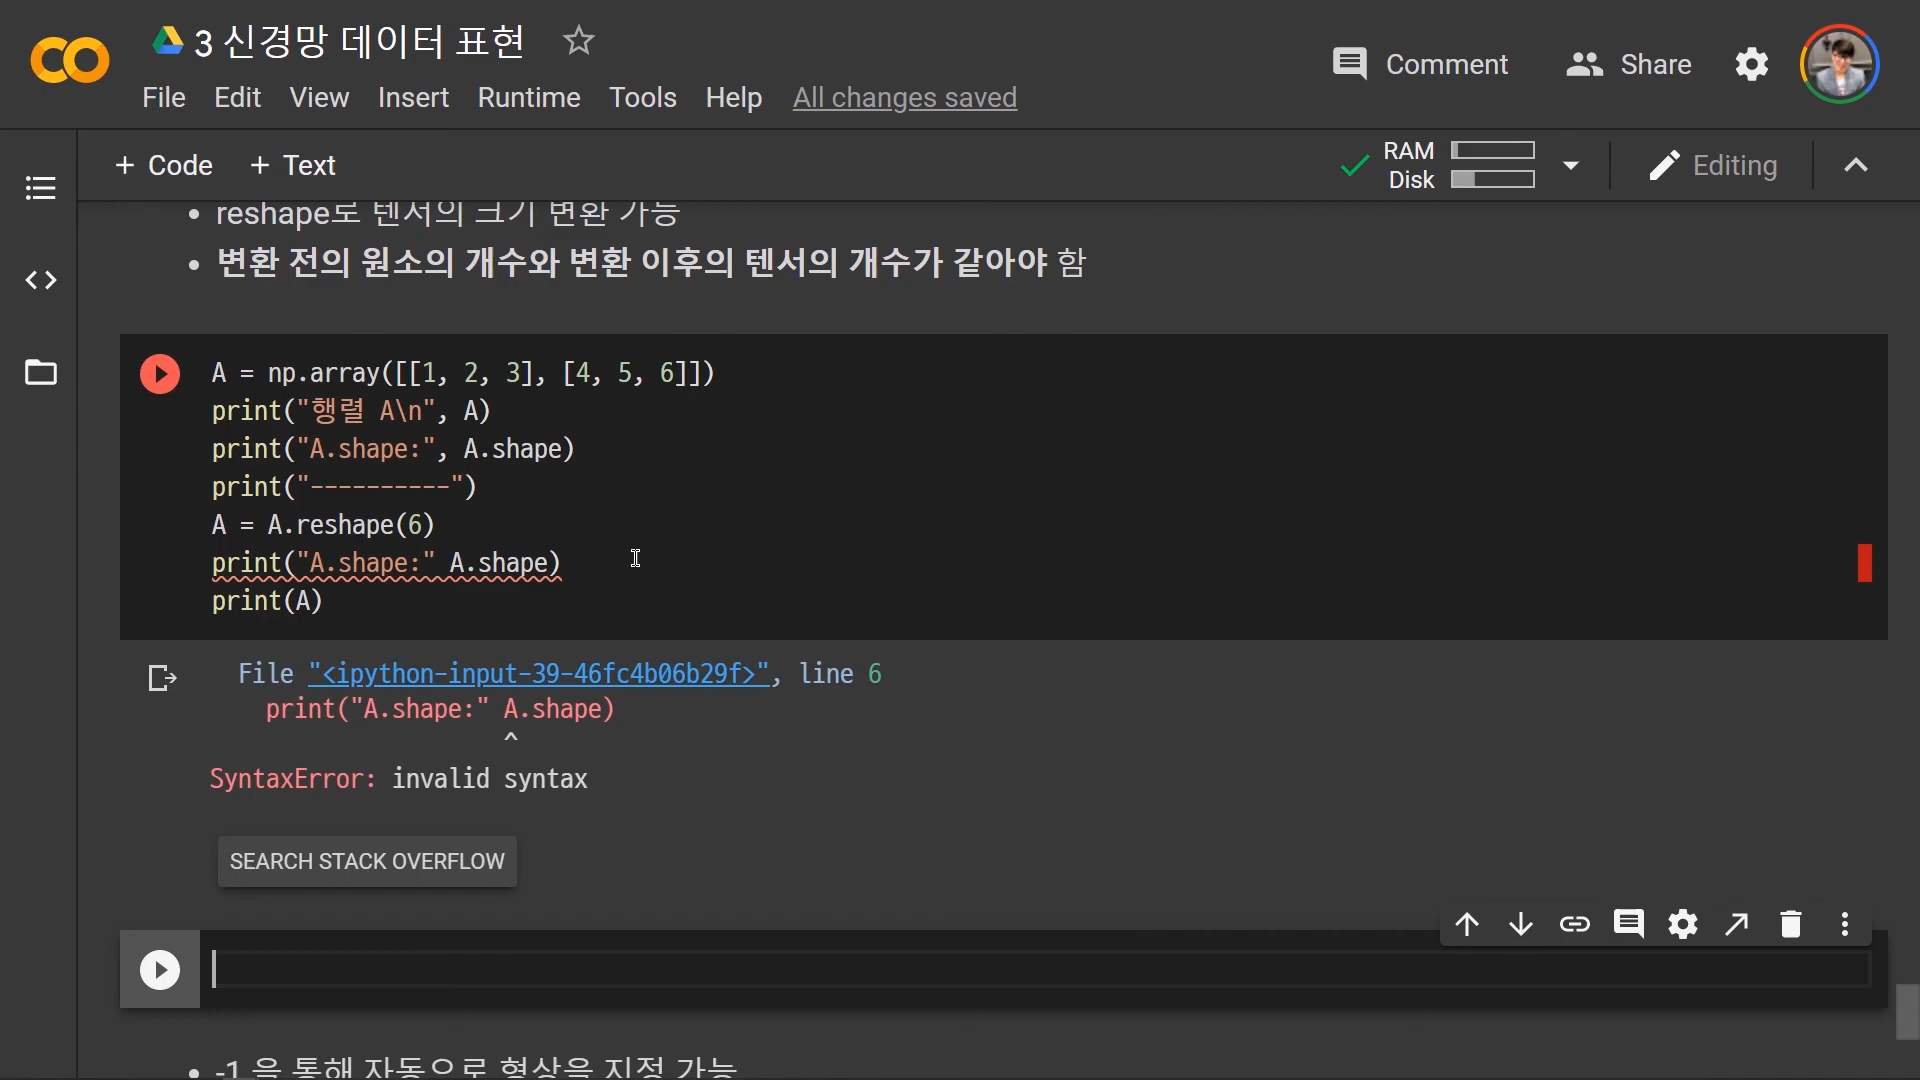 3 신경망 데이터 표현
Comment
Share
File Edit View Insert Runtime Tools Help All changes saved
+ Code + Text
RAM
Disk
Editing
• reshape로 텐서의 크기 변환 가능
• 변환 전의 원소의 개수와 변환 이후의 텐서의 개수가 같아야 함
A = np.array([[1, 2, 3], [4, 5, 6]])
print("행렬 A\n", A)
print("A.shape:", A.shape)
print("----------")
A = A.reshape(6)
print("A.shape:" A.shape)
print(A)
File "<ipython-input-39-46fc4b06b29f>", line 6
print("A.shape:" A.shape)
^
SyntaxError: invalid syntax
SEARCH STACK OVERFLOW
• -1 을 통해 자동으로 형상을 지정 가능